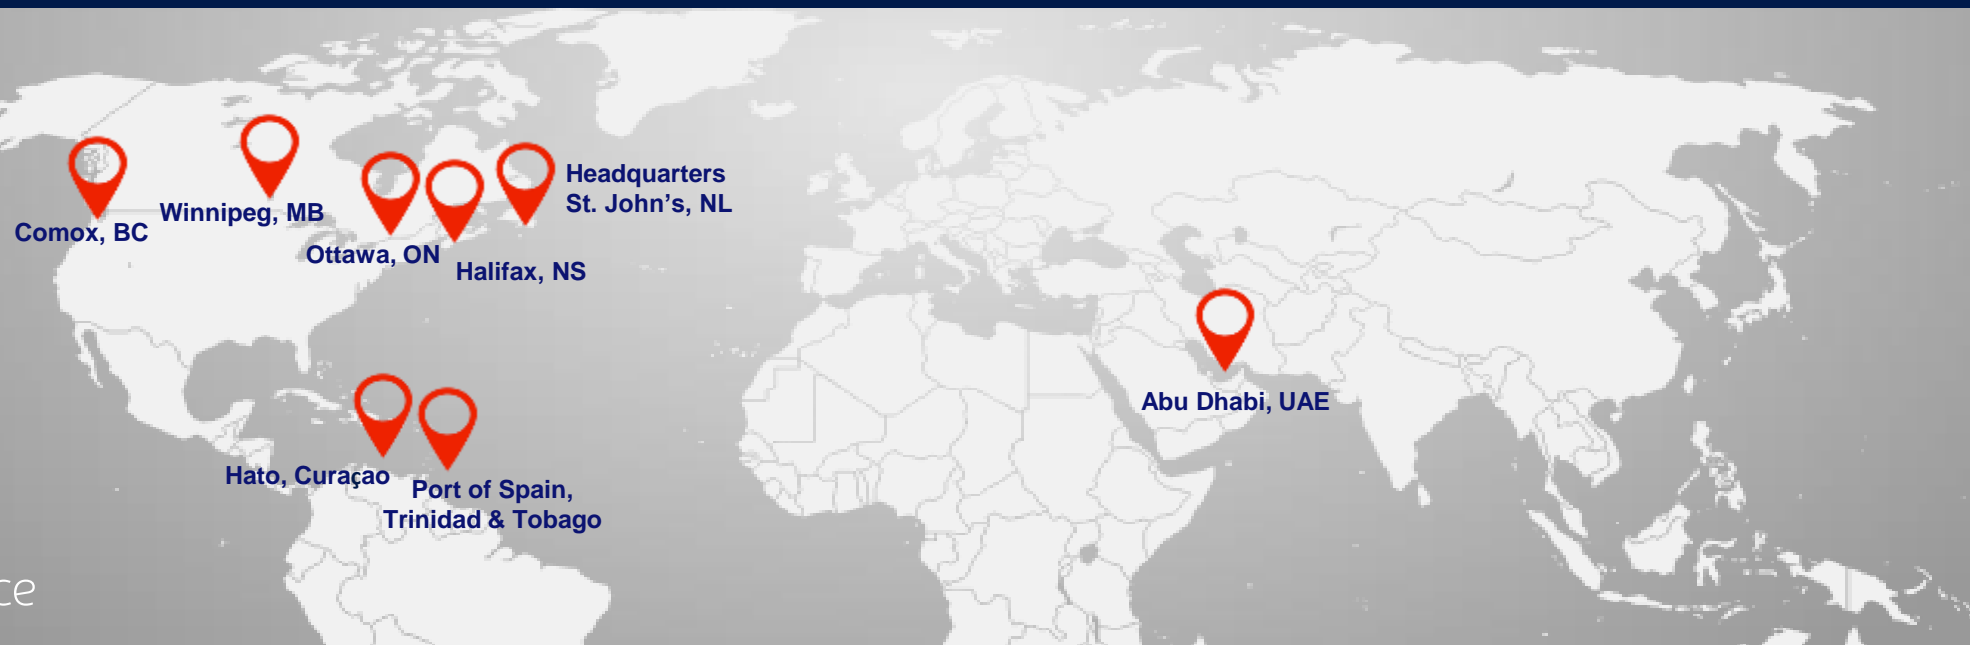 Headquarters
St. John’s, NL
Winnipeg, MB
Comox, BC
Ottawa, ON
Halifax, NS
Abu Dhabi, UAE
Hato, Curaçao
Port of Spain,
Trinidad & Tobago